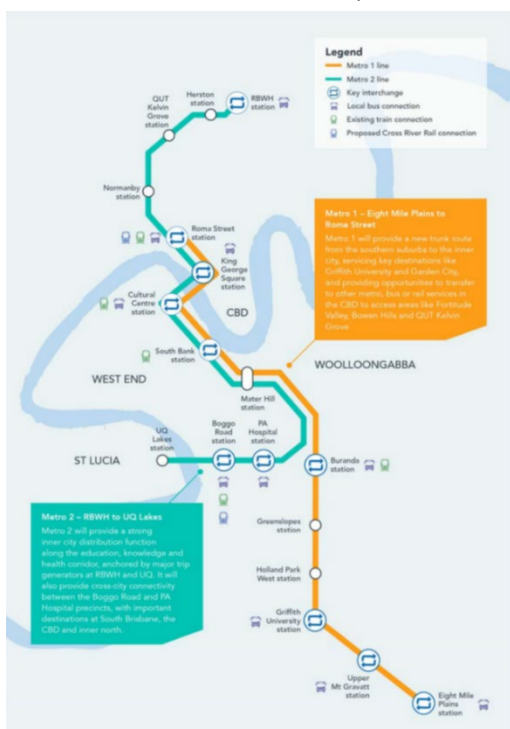 Legend
Metro 1 line
Metro 2 line
Key interchange
Local bus connection
Existing train connection
Proposed Cross River Rail connection
Herston
station
RBWH
station
QUT
Kelvin
Grove
station
Normanby
station
Roma Street
station
King
George
Square
station
Cultural
Centre
station
CBD
South Bank
station
WEST END
Mater Hill
station
WOOLLOONGABBA
Metro 1 – Eight Mile Plains to
Roma Street
Metro 1 will provide a new trunk route
from the southern suburbs to the inner
city, servicing key destinations like
Griffith University and Garden City,
and providing opportunities to transfer
to other metro, bus or rail services in
the CBD to access areas like Fortitude
Valley, Bowen Hills and QUT Kelvin
Grove
UQ
Lakes
station
Boggo
Road
station
PA
Hospital
station
ST LUCIA
Buranda
station
Metro 2 – RBWH to UQ Lakes
Metro 2 will provide a strong
inner city distribution function
along the education, knowledge and
health corridor, anchored by major trip
generators at RBWH and UQ. It will
also provide cross-city connectivity
between the Boggo Road and PA
Hospital precincts, with important
destinations at South Brisbane, the
CBD and inner north.
Greenslopes
station
Holland Park
West station
Griffith
University
station
Upper
Mt Gravatt
station
Eight Mile
Plains
station